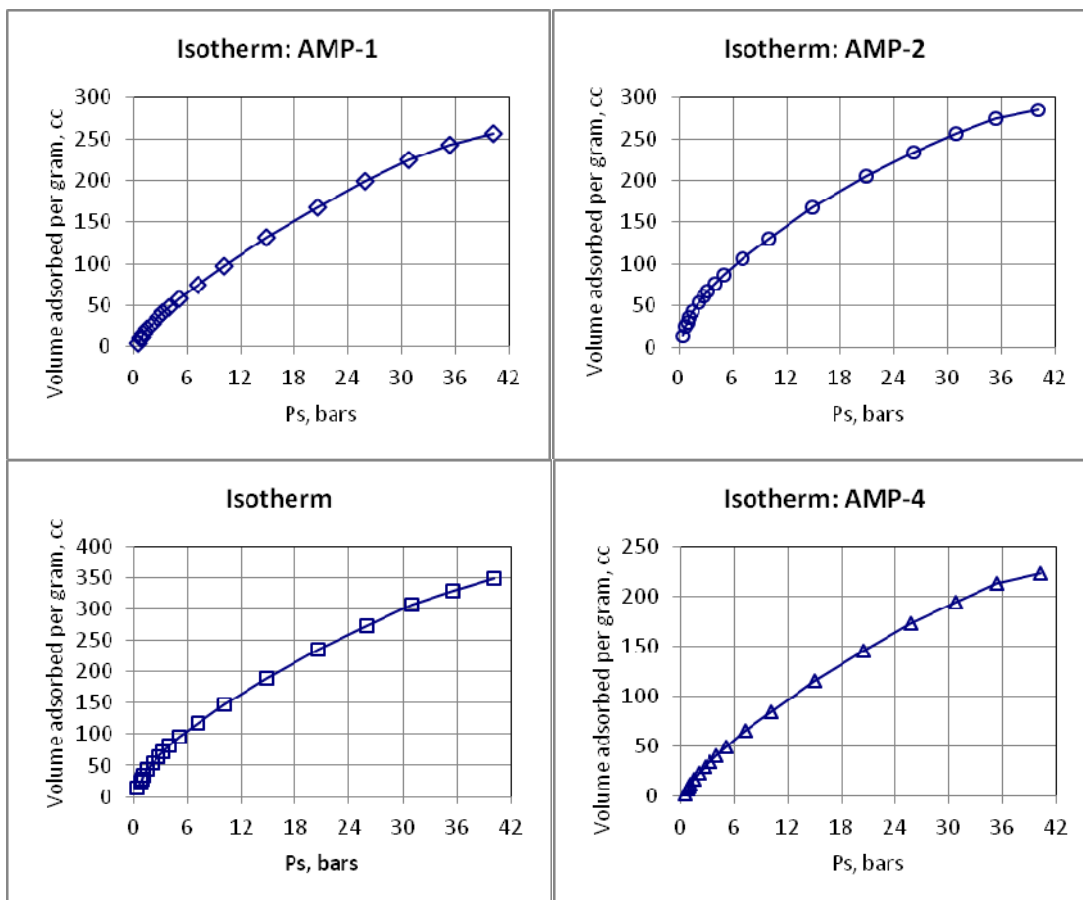 Isotherm: AMP-1
Volume adsorbed per gram, cc
300
250
200
150
100
50
0
0 6 12 18 24 30 36 42
Ps, bars
Isotherm: AMP-2
Volume adsorbed per gram, cc
300
250
200
150
100
50
0
0 6 12 18 24 30 36 42
Ps, bars
Isotherm
Volume adsorbed per gram, cc
400
350
300
250
200
150
100
50
0
0 6 12 18 24 30 36 42
Ps, bars
Isotherm: AMP-4
Volume adsorbed per gram, cc
250
200
150
100
50
0
0 6 12 18 24 30 36 42
Ps, bars